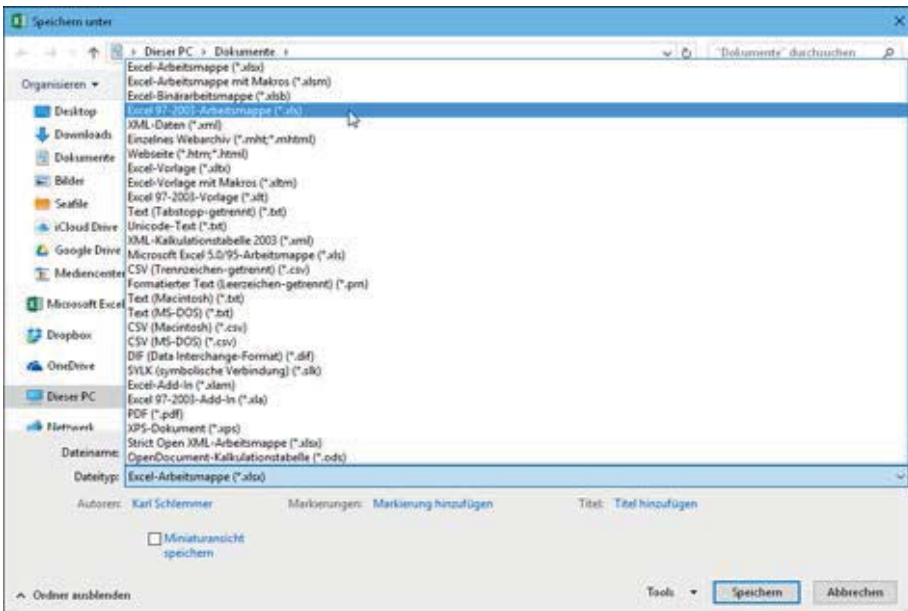 Speichern unter
Dieser PC › Dokumente ›
"Dokumente" durchsuchen
Organisieren
Desktop
Downloads
Dokumente
Bilder
Seafile
iCloud Drive
Google Drive
Mediencenter
Microsoft Excel
Dropbox
OneDrive
Dieser PC
Netzwerk
Excel-Arbeitsmappe (*.xlsx)
Excel-Arbeitsmappe mit Makros (*.xlsm)
Excel-Binärarbeitsmappe (*.xlsb)
Excel 97-2003-Arbeitsmappe (*.xls)
XML-Daten (*.xml)
Einzelnes Webarchiv (*.mht;*.mhtml)
Webseite (*.htm;*.html)
Excel-Vorlage (*.xltx)
Excel-Vorlage mit Makros (*.xltm)
Excel 97-2003-Vorlage (*.xlt)
Text (Tabstopp-getrennt) (*.txt)
Unicode-Text (*.txt)
XML-Kalkulationstabelle 2003 (*.xml)
Microsoft Excel 5.0/95-Arbeitsmappe (*.xls)
CSV (Trennzeichen-getrennt) (*.csv)
Formatierter Text (Leerzeichen-getrennt) (*.prn)
Text (Macintosh) (*.txt)
Text (MS-DOS) (*.txt)
CSV (Macintosh) (*.csv)
CSV (MS-DOS) (*.csv)
DIF (Data Interchange-Format) (*.dif)
SYLK (symbolische Verbindung) (*.slk)
Excel-Add-In (*.xlam)
Excel 97-2003-Add-In (*.xla)
PDF (*.pdf)
XPS-Dokument (*.xps)
Strict Open XML-Arbeitsmappe (*.xlsx)
OpenDocument-Kalkulationstabelle (*.ods)
Dateiname:
Dateityp: Excel-Arbeitsmappe (*.xlsx)
Autoren: Karl Schlemmer Markierungen: Markierung hinzufügen Titel: Titel hinzufügen
Miniaturansicht
speichern
Ordner ausblenden Tools Speichern Abbrechen